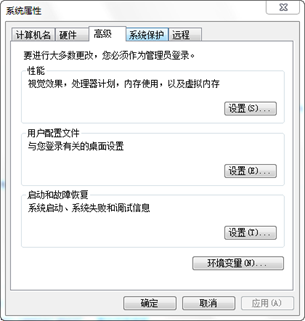 系统属性
计算机名 硬件 高级 系统保护 远程
要进行大多数更改，您必须作为管理员登录。
性能
视觉效果，处理器计划，内存使用，以及虚拟内存
设置(S)...
用户配置文件
与您登录有关的桌面设置
设置(E)...
启动和故障恢复
系统启动、系统失败和调试信息
设置(T)...
环境变量(N)...
确定 取消 应用(A)